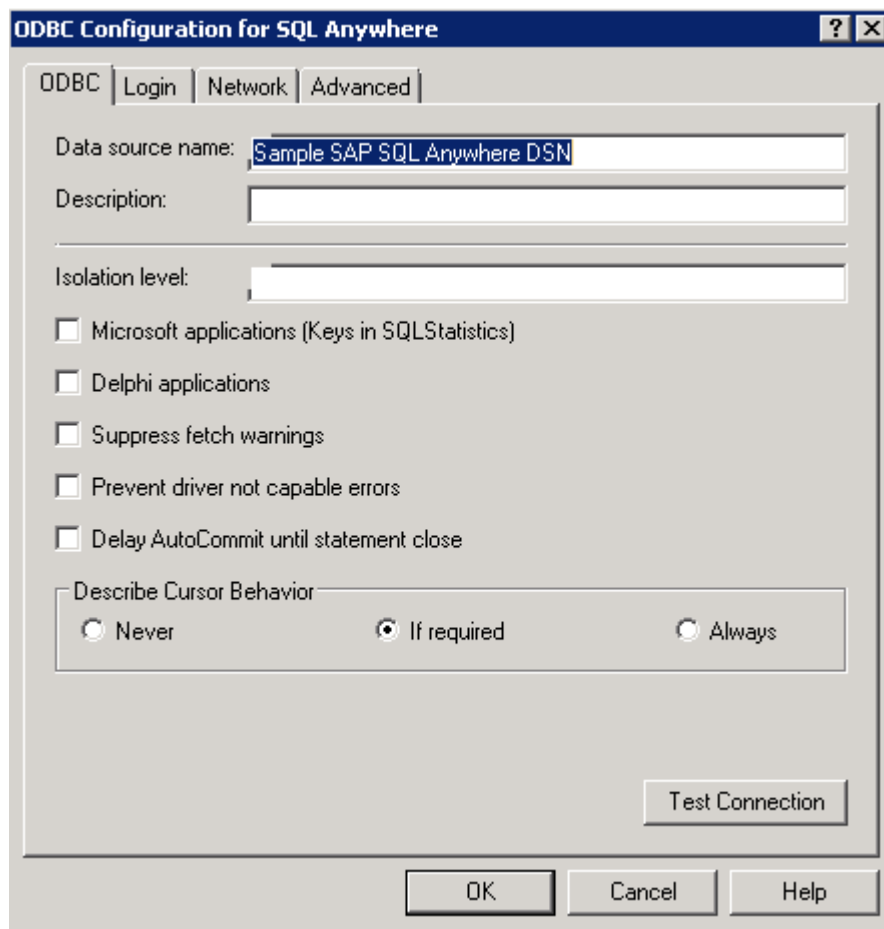 ODBC Configuration for SQL Anywhere
ODBC Login Network Advanced
Data source name: Sample SAP SQL Anywhere DSN
Description:
Isolation level:
Microsoft applications (Keys in SQLStatistics)
Delphi applications
Suppress fetch warnings
Prevent driver not capable errors
Delay AutoCommit until statement close
Describe Cursor Behavior
Never If required Always
Test Connection
OK Cancel Help